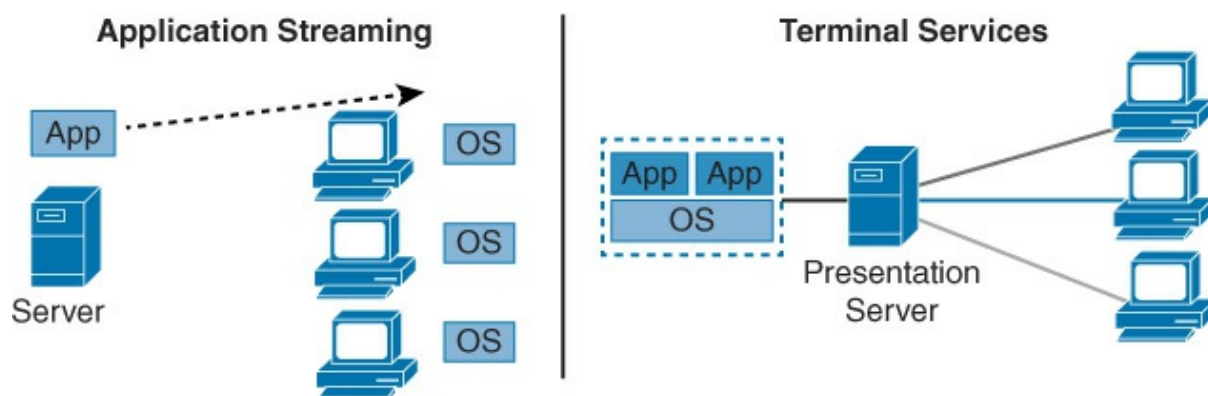 Application Streaming
App
OS
OS
OS
Server
Terminal Services
App App
OS
Presentation
Server